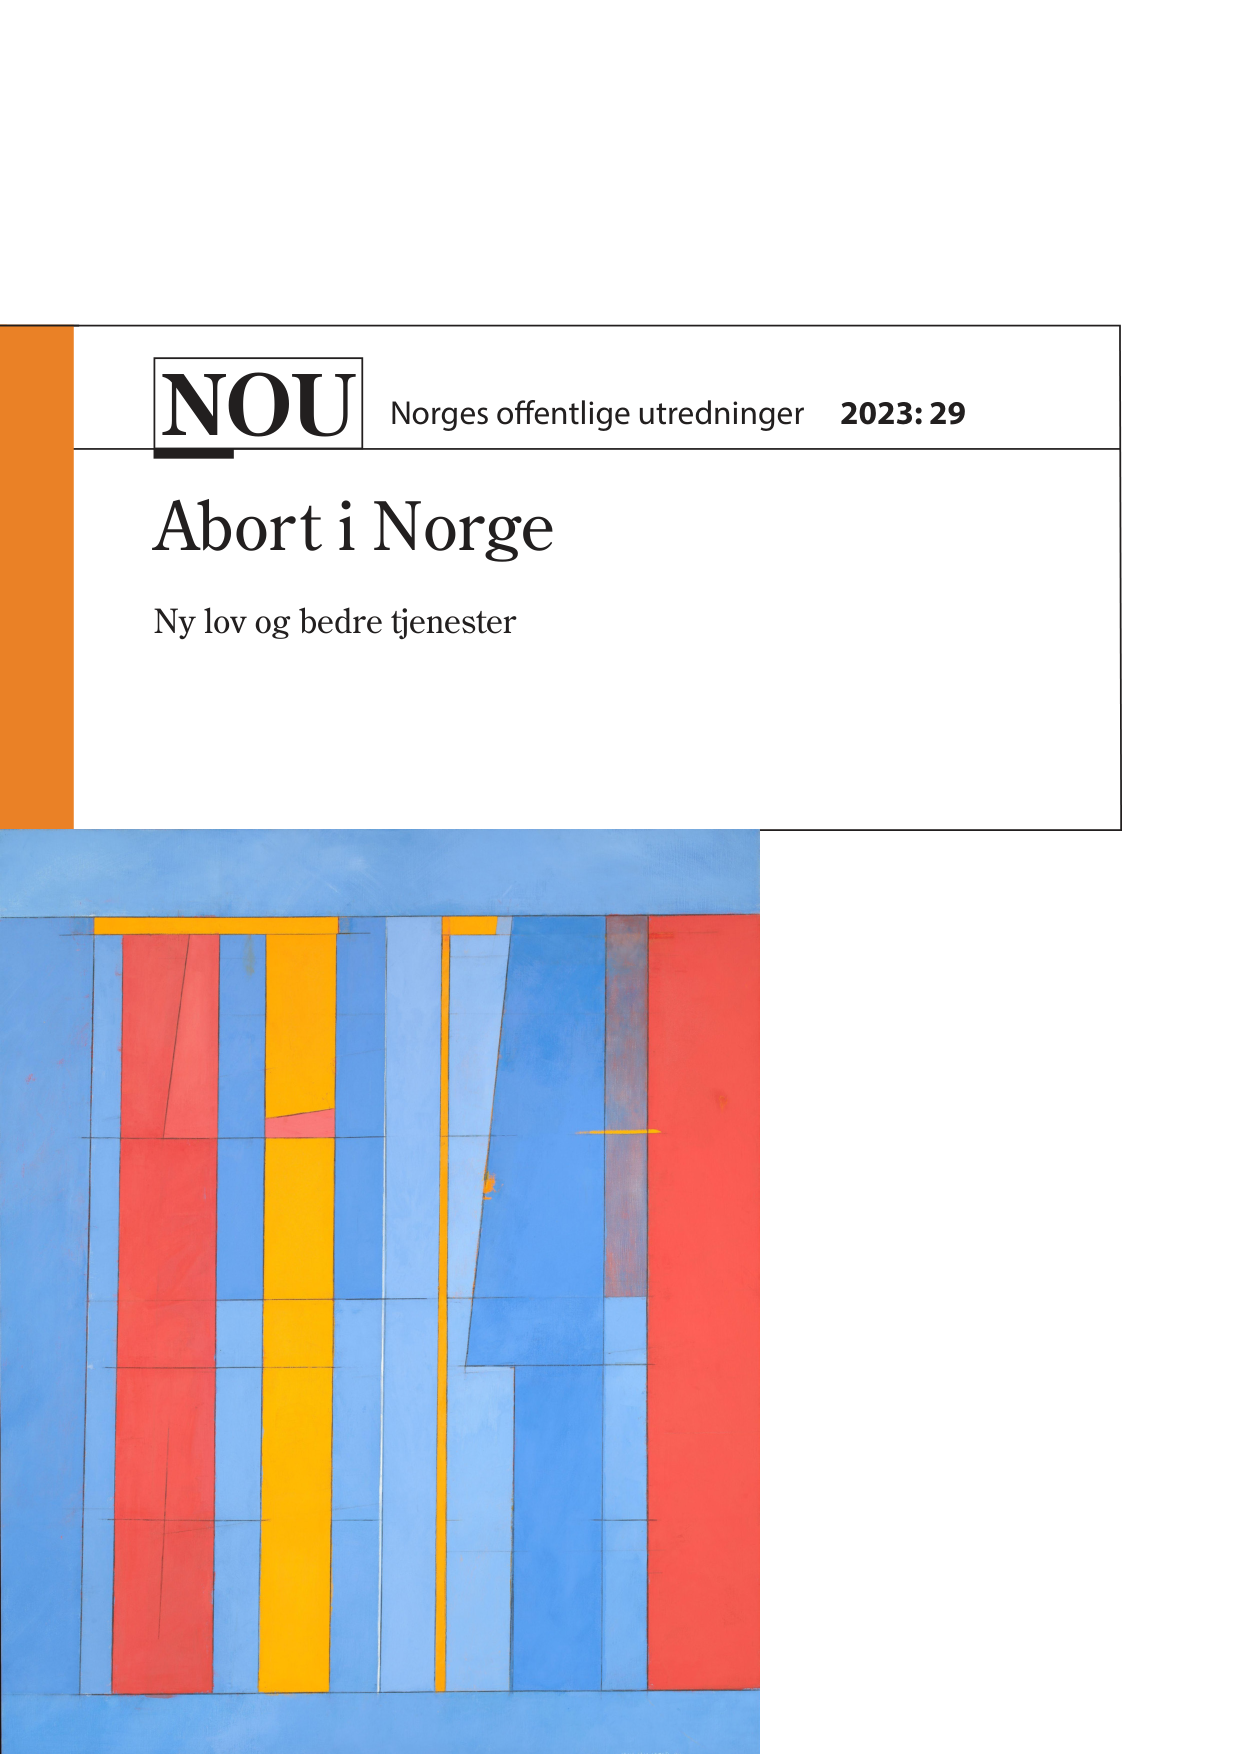 NOU Norges offentlige utredninger 2023: 29
Abort i Norge
Ny lov og bedre tjenester